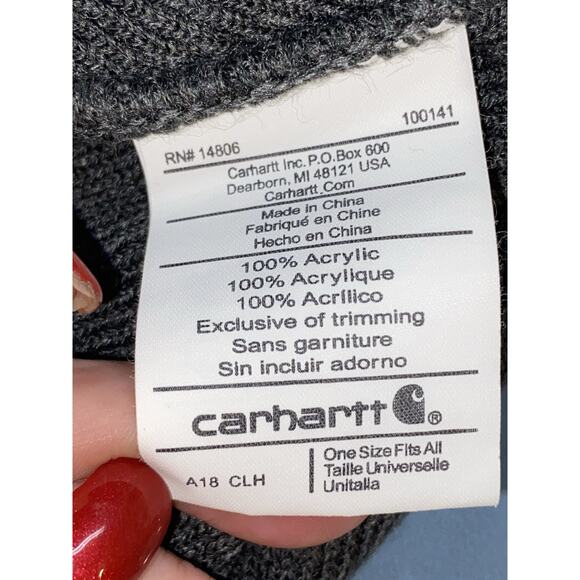 RN# 14806 100141
Carhartt Inc. P.O.Box 600
Dearborn, MI 48121 USA
Carhartt.Com
Made in China
Fabriqué en Chine
Hecho en China
100% Acrylic
100% Acrylique
100% Acrílico
Exclusive of trimming
Sans garniture
Sin incluir adorno
carhartt ®
A18 CLH
One Size Fits All
Taille Universelle
Unitalla